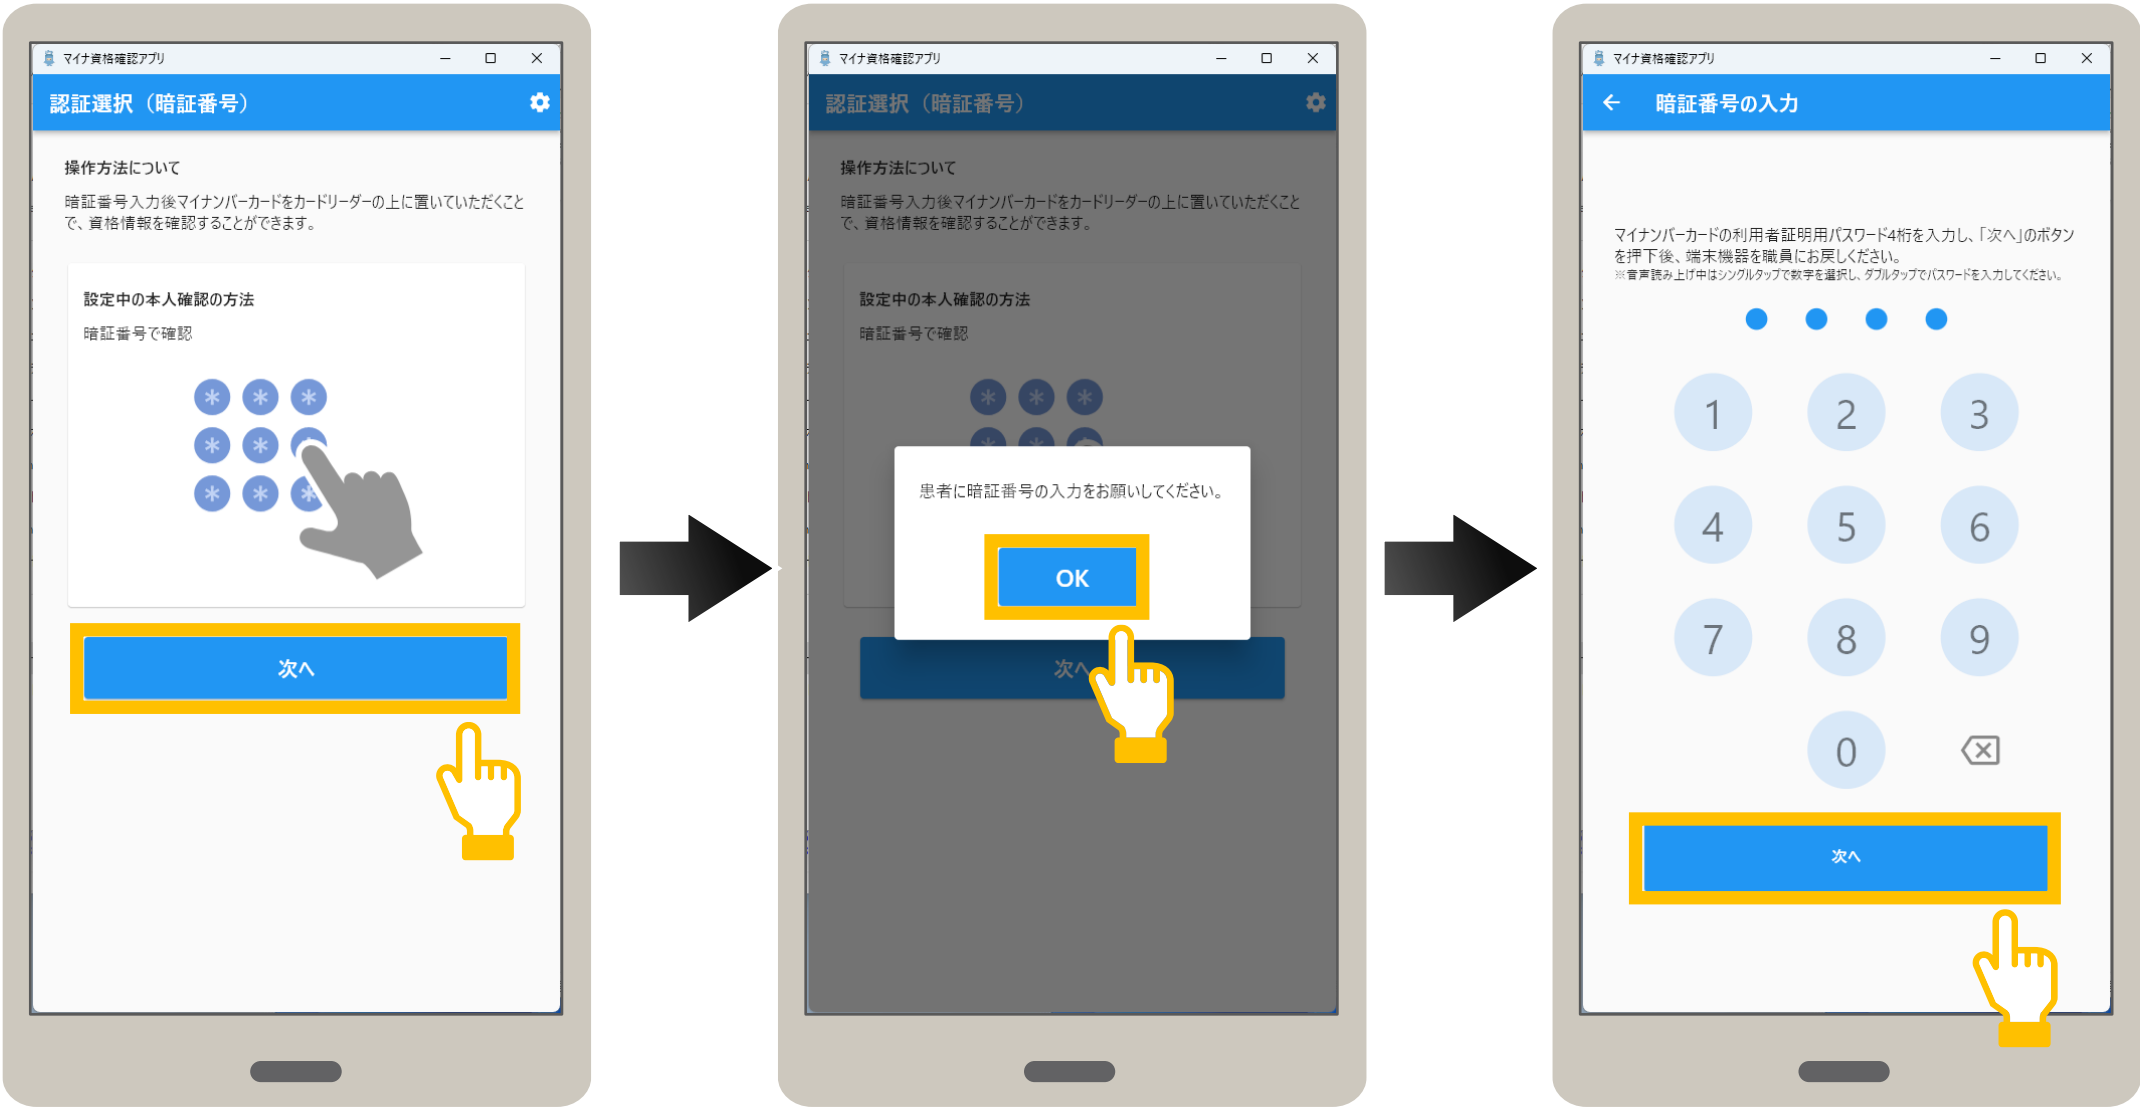 マイナ資格確認アプリ
認証選択（暗証番号）
操作方法について
暗証番号入力後マイナンバーカードをカードリーダーの上に置いていただくこと
で、資格情報を確認することができます。
設定中の本人確認の方法
暗証番号で確認
次へ
マイナ資格確認アプリ
認証選択（暗証番号）
操作方法について
暗証番号入力後マイナンバーカードをカードリーダーの上に置いていただくこと
で、資格情報を確認することができます。
設定中の本人確認の方法
暗証番号で確認
患者に暗証番号の入力をお願いしてください。
OK
次へ
マイナ資格確認アプリ
暗証番号の入力
マイナンバーカードの利用者証明用パスワード4桁を入力し、「次へ」のボタン
を押下後、端末機器を職員にお戻しください。
※音声読み上げ中はシングルタップで数字を選択し、ダブルタップでパスワードを入力してください。
1 2 3
4 5 6
7 8 9
0
次へ